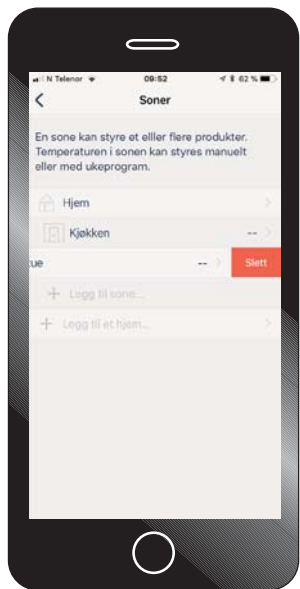 N Telenor 09:52 62 %
Soner
En sone kan styre et elller flere produkter.
Temperaturen i sonen kan styres manuelt
eller med ukeprogram.
Hjem
Kjøkken --
tue -- Slett
Legg til sone...
Legg til et hjem...